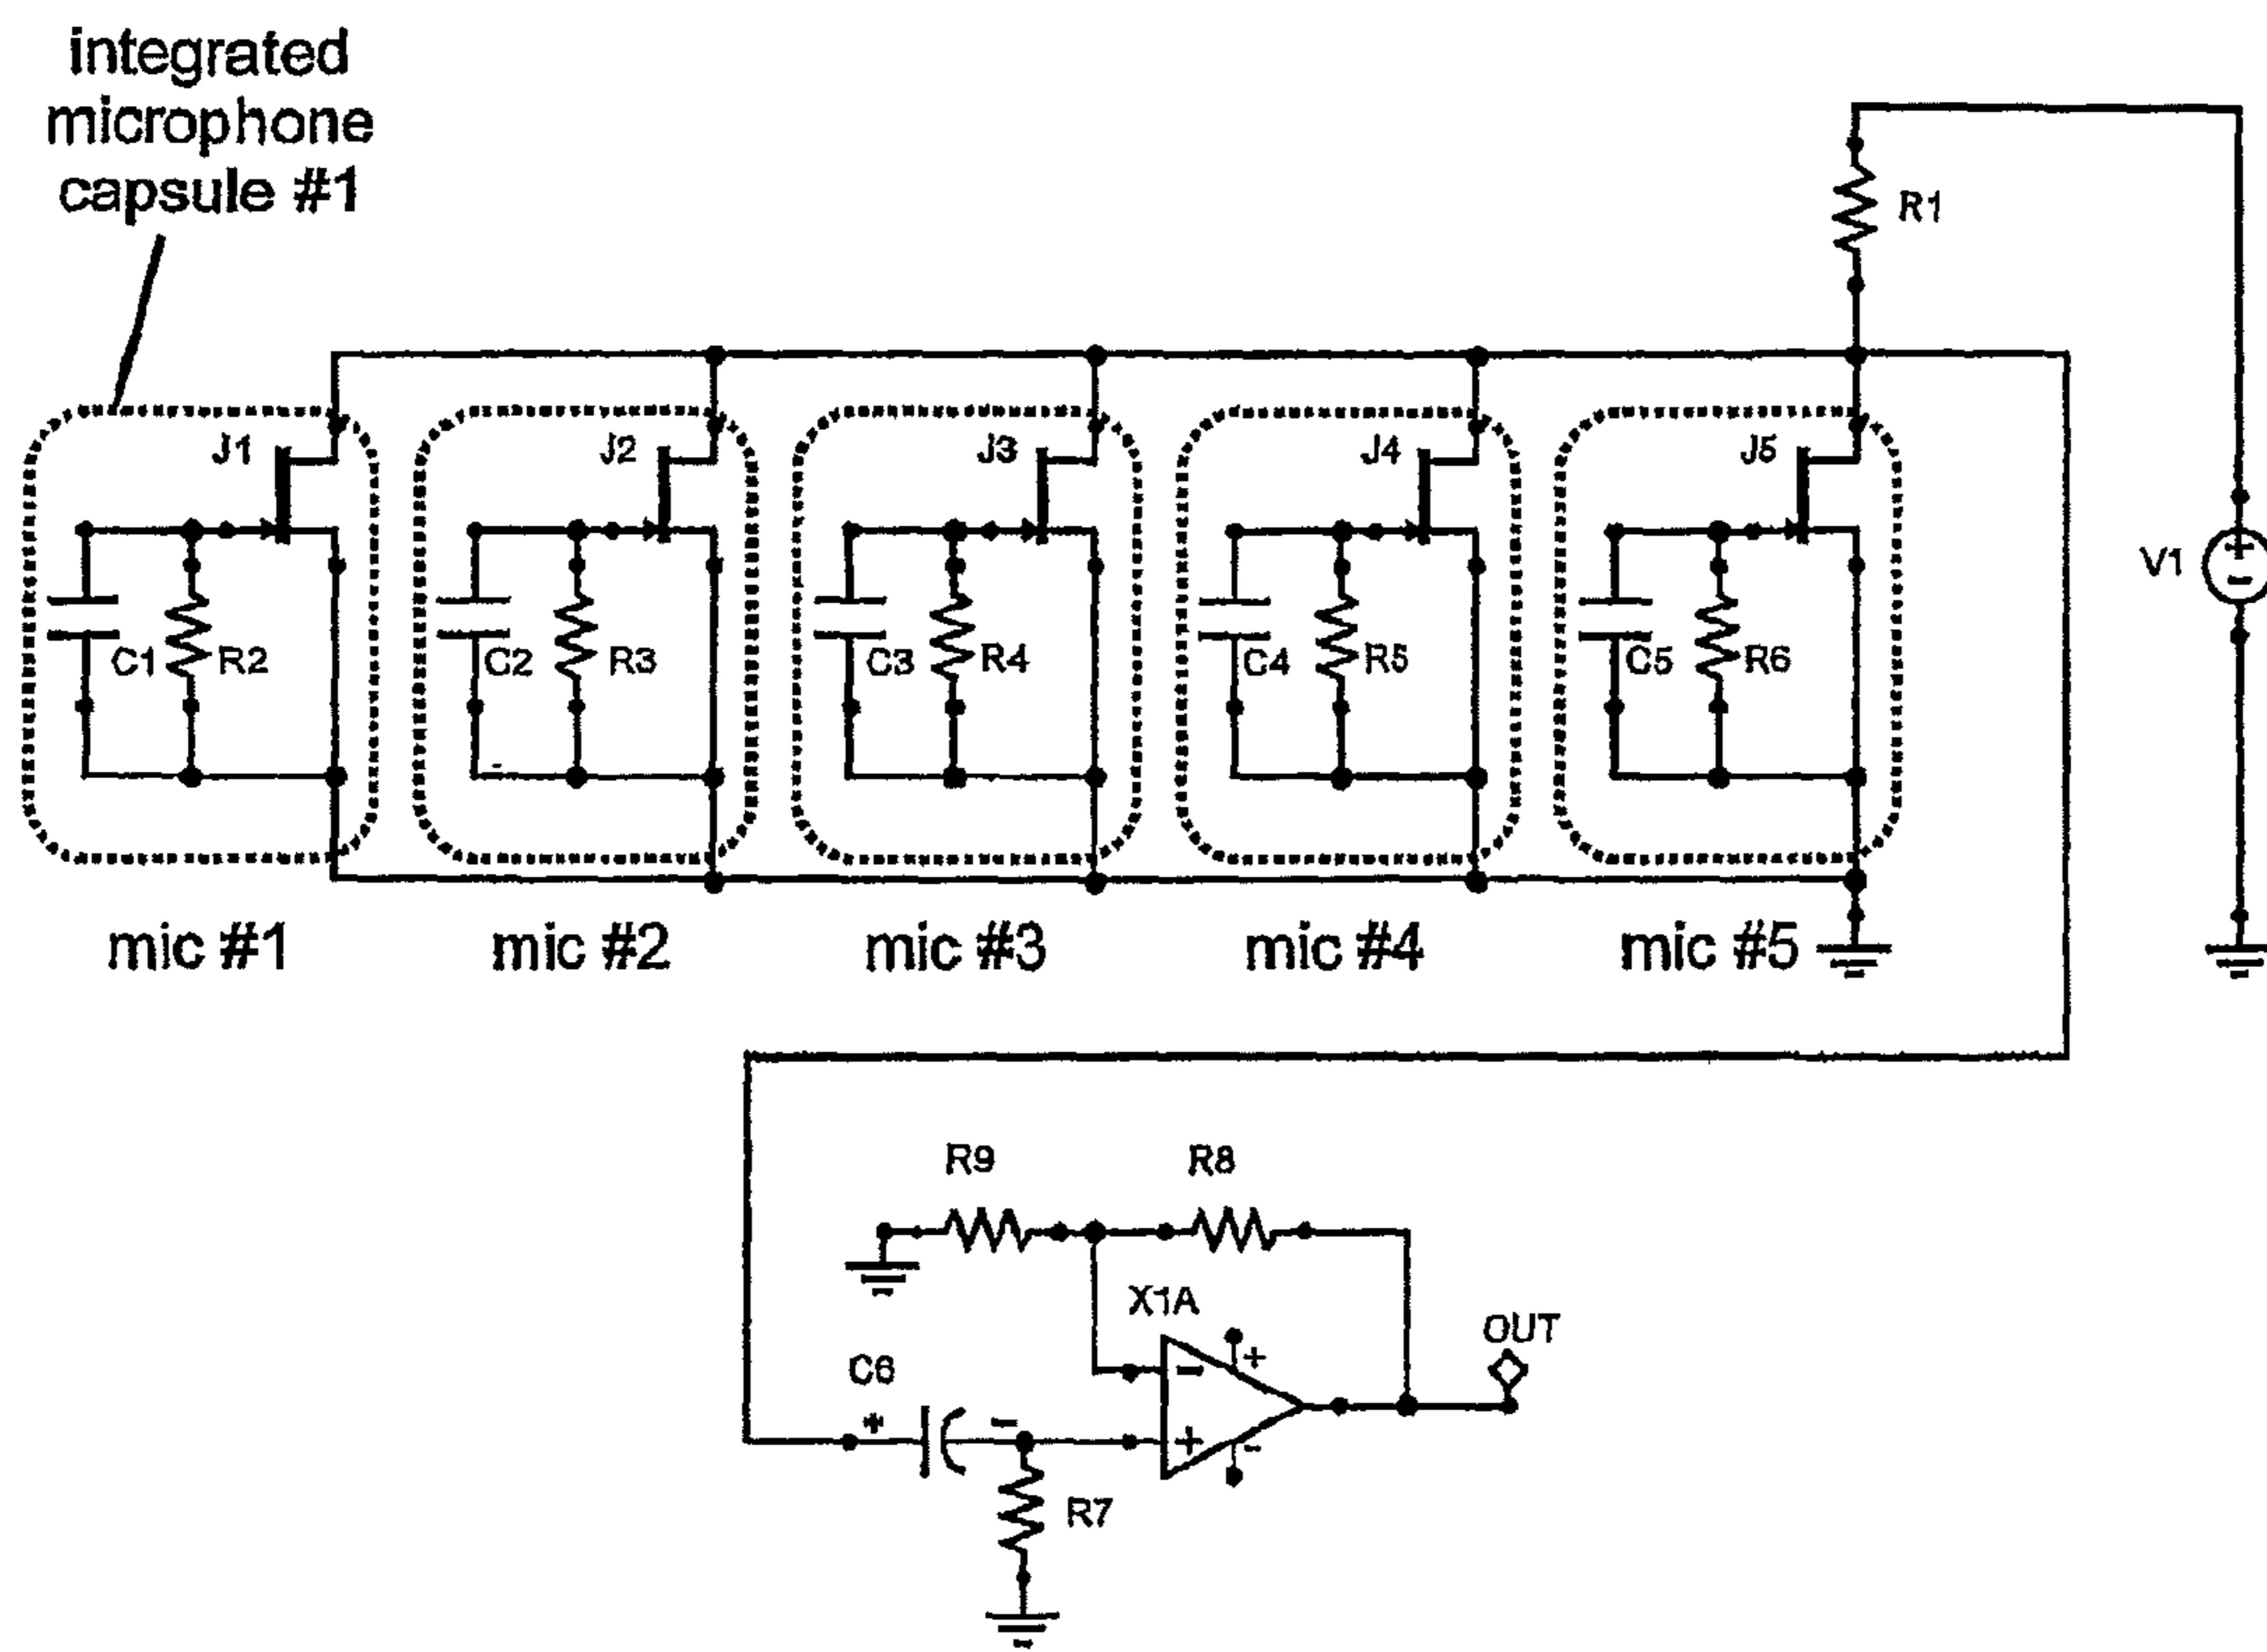 integrated
microphone
capsule #1
R1
J1
J2
J3
J4
J5
V1
+
-
C1
R2
C2
R3
C3
R4
C4
R5
C5
R6
mic #1
mic #2
mic #3
mic #4
mic #5
R9
R8
X1A
OUT
+
-
C6
+
-
+
-
R7